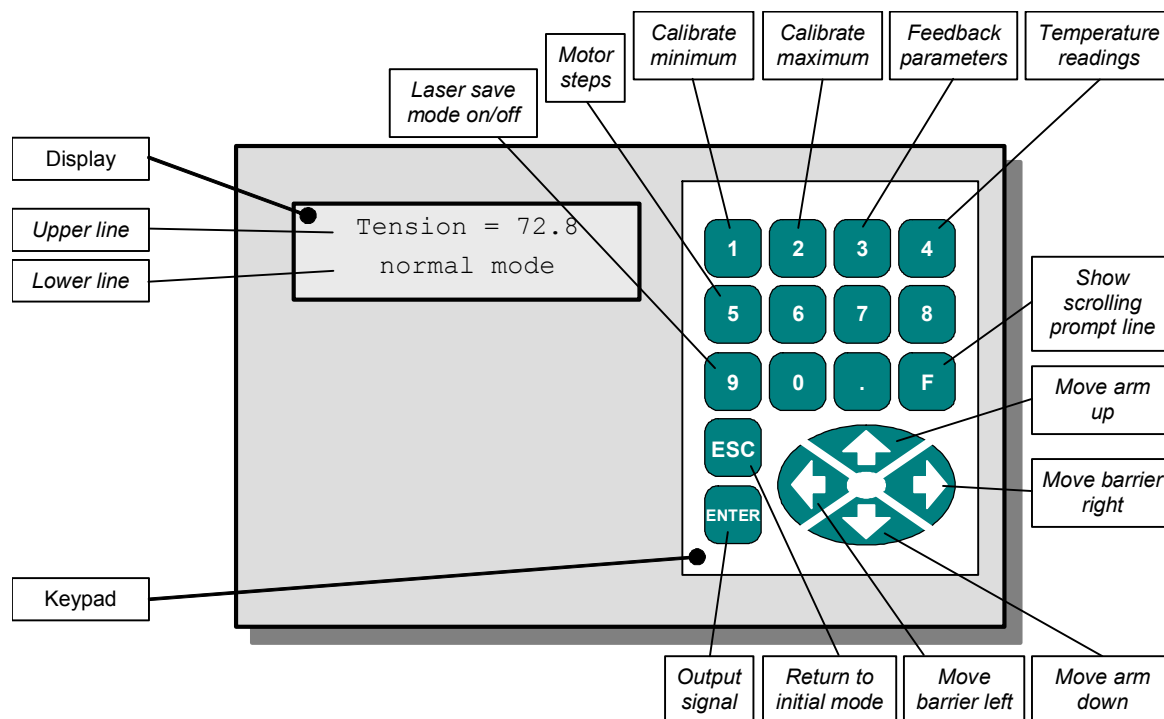 Calibrate
minimum
Calibrate
maximum
Feedback
parameters
Temperature
readings
Motor
steps
Laser save
mode on/off
Display
Upper line
Lower line
Tension = 72.8
normal mode
1 2 3 4
5 6 7 8
9 0 . F
ESC
ENTER
Show
scrolling
prompt line
Move arm
up
Move barrier
right
Keypad
Output
signal
Return to
initial mode
Move
barrier left
Move arm
down